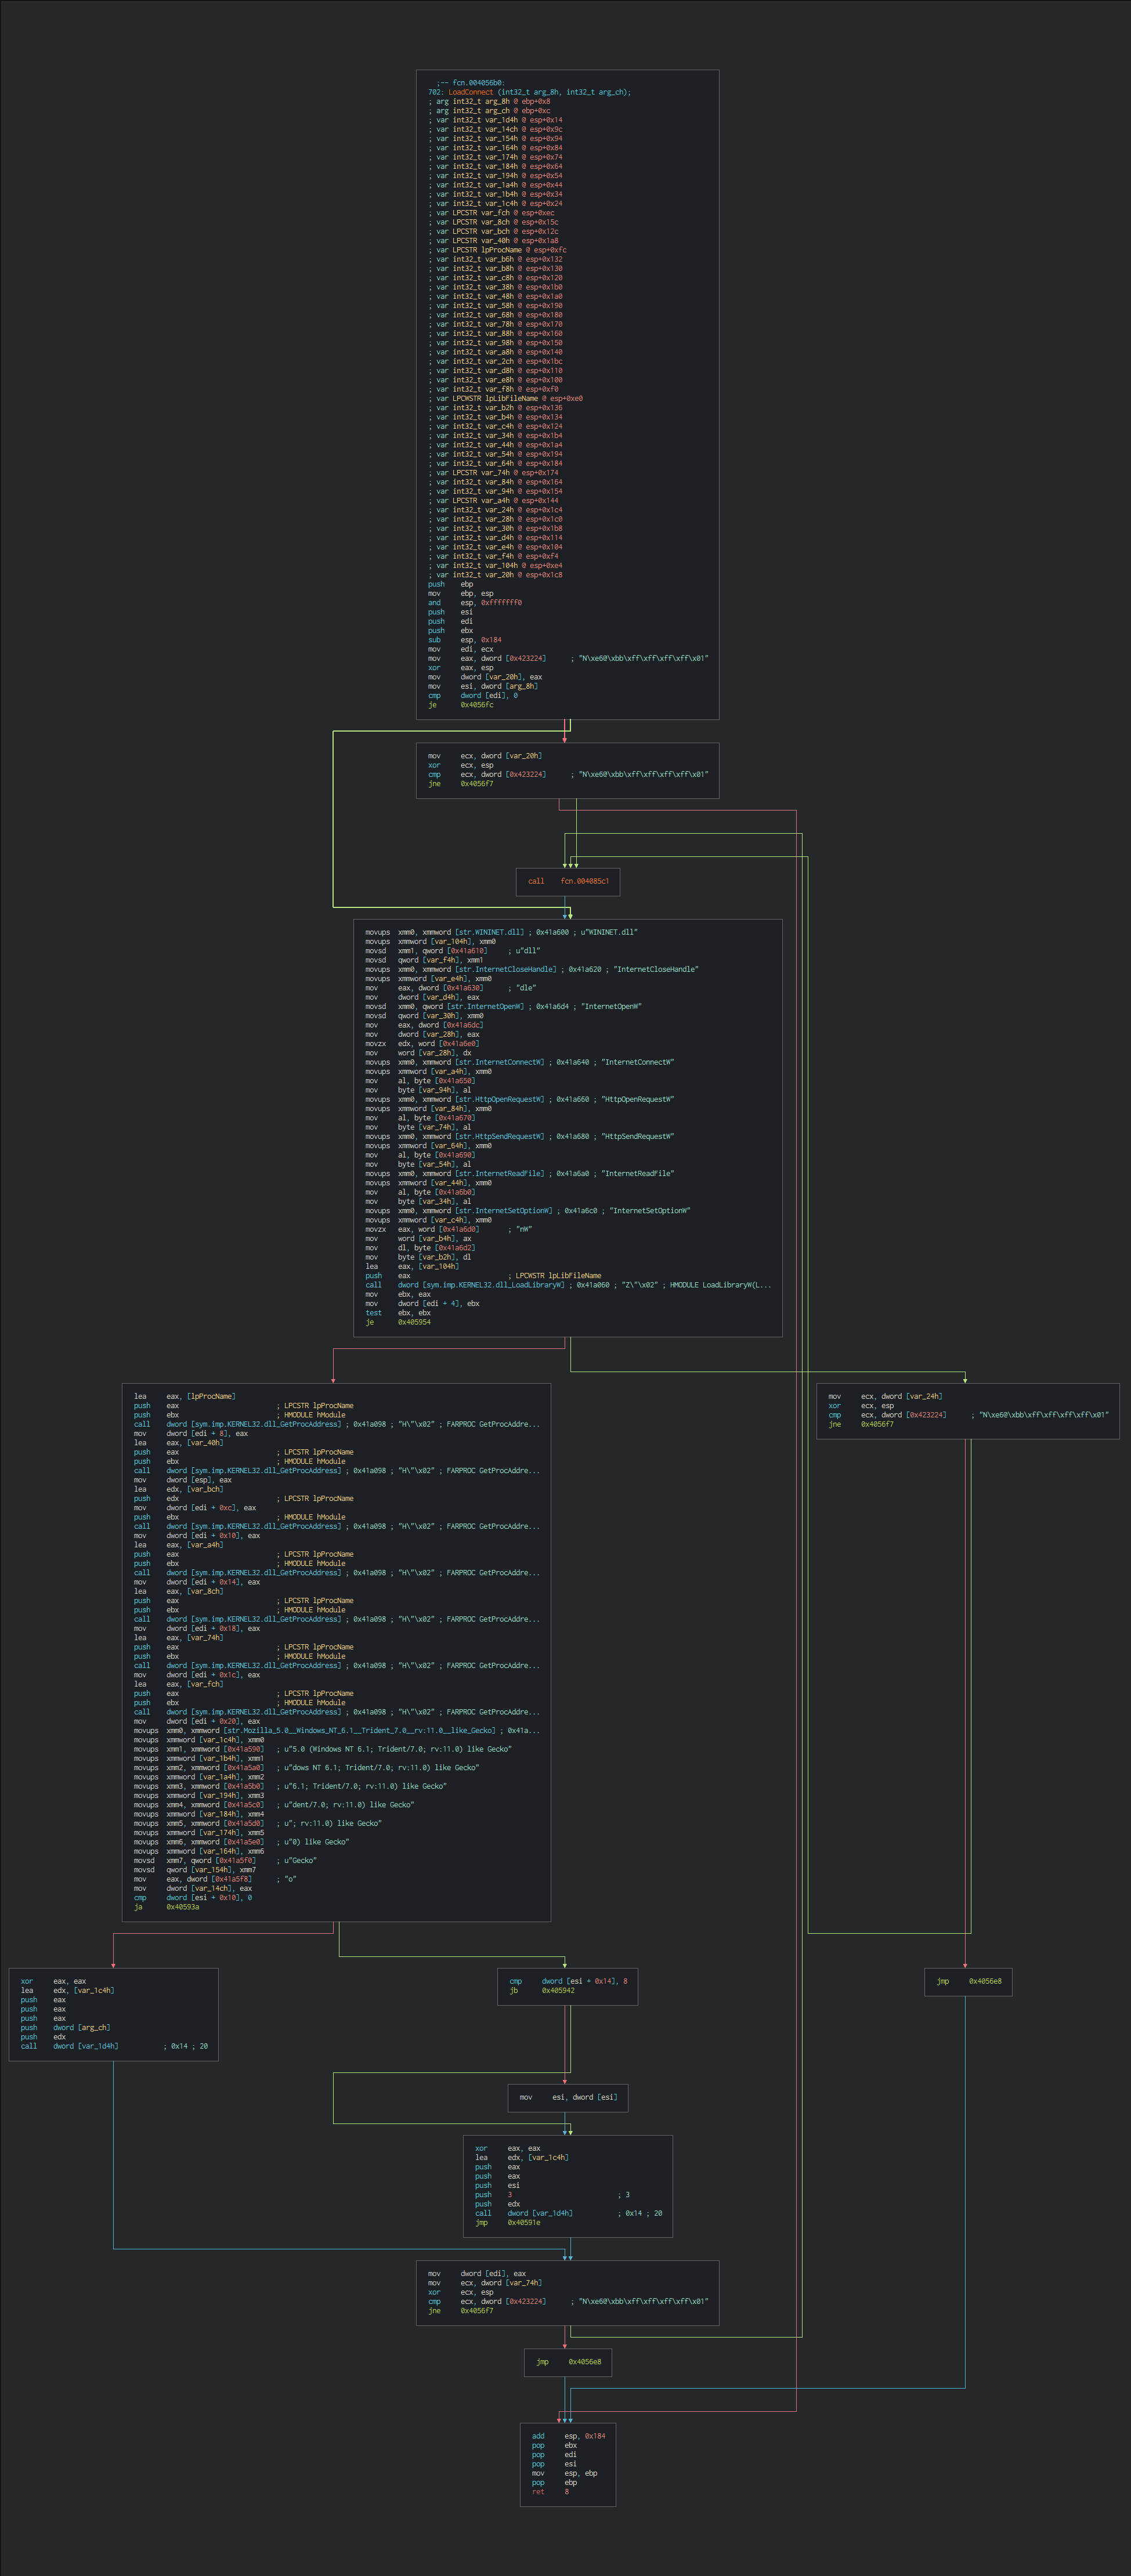 ;-- fcn.004056b0:
702: LoadConnect (int32_t arg_8h, int32_t arg_ch);
; arg int32_t arg_8h @ ebp+0x8
; arg int32_t arg_ch @ ebp+0xc
; var int32_t var_1d4h @ esp+0x14
; var int32_t var_14ch @ esp+0x9c
; var int32_t var_154h @ esp+0x94
; var int32_t var_164h @ esp+0x84
; var int32_t var_174h @ esp+0x74
; var int32_t var_184h @ esp+0x64
; var int32_t var_194h @ esp+0x54
; var int32_t var_1a4h @ esp+0x44
; var int32_t var_1b4h @ esp+0x34
; var int32_t var_1c4h @ esp+0x24
; var LPCSTR var_fch @ esp+0xec
; var LPCSTR var_8ch @ esp+0x15c
; var LPCSTR var_bch @ esp+0x12c
; var LPCSTR var_40h @ esp+0x1a8
; var LPCSTR lpProcName @ esp+0xfc
; var int32_t var_b6h @ esp+0x132
; var int32_t var_b8h @ esp+0x130
; var int32_t var_c8h @ esp+0x120
; var int32_t var_38h @ esp+0x1b0
; var int32_t var_48h @ esp+0x1a0
; var int32_t var_58h @ esp+0x190
; var int32_t var_68h @ esp+0x180
; var int32_t var_78h @ esp+0x170
; var int32_t var_88h @ esp+0x160
; var int32_t var_98h @ esp+0x150
; var int32_t var_a8h @ esp+0x140
; var int32_t var_2ch @ esp+0x1bc
; var int32_t var_d8h @ esp+0x110
; var int32_t var_e8h @ esp+0x100
; var int32_t var_f8h @ esp+0xf0
; var LPCWSTR lpLibFileName @ esp+0xe0
; var int32_t var_b2h @ esp+0x136
; var int32_t var_b4h @ esp+0x134
; var int32_t var_c4h @ esp+0x124
; var int32_t var_34h @ esp+0x1b4
; var int32_t var_44h @ esp+0x1a4
; var int32_t var_54h @ esp+0x194
; var int32_t var_64h @ esp+0x184
; var LPCSTR var_74h @ esp+0x174
; var int32_t var_84h @ esp+0x164
; var int32_t var_94h @ esp+0x154
; var LPCSTR var_a4h @ esp+0x144
; var int32_t var_24h @ esp+0x1c4
; var int32_t var_28h @ esp+0x1c0
; var int32_t var_30h @ esp+0x1b8
; var int32_t var_d4h @ esp+0x114
; var int32_t var_e4h @ esp+0x104
; var int32_t var_f4h @ esp+0xf4
; var int32_t var_104h @ esp+0xe4
; var int32_t var_20h @ esp+0x1c8
push ebp
mov ebp, esp
and esp, 0xfffffff0
push esi
push edi
push ebx
sub esp, 0x184
mov edi, ecx
mov eax, dword [0x423224] ; "N\xe60\xbb\xff\xff\xff\xff\x01"
xor eax, esp
mov dword [var_20h], eax
mov esi, dword [arg_8h]
cmp dword [edi], 0
je 0x4056fc
mov ecx, dword [var_20h]
xor ecx, esp
cmp ecx, dword [0x423224] ; "N\xe60\xbb\xff\xff\xff\xff\x01"
jne 0x4056f7
call fcn.004085c1
movups xmm0, xmmword [str.WININET.dll] ; 0x41a600 ; u"WININET.dll"
movups xmmword [var_104h], xmm0
movsd xmm1, qword [0x41a610] ; u"dll"
movsd qword [var_f4h], xmm1
movups xmm0, xmmword [str.InternetCloseHandle] ; 0x41a620 ; "InternetCloseHandle"
movups xmmword [var_e4h], xmm0
mov eax, dword [0x41a630] ; "dle"
mov dword [var_d4h], eax
movsd xmm0, qword [str.InternetOpenW] ; 0x41a6d4 ; "InternetOpenW"
movsd qword [var_30h], xmm0
mov eax, dword [0x41a6dc]
mov dword [var_28h], eax
movzx edx, word [0x41a6e0]
mov word [var_28h], dx
movups xmm0, xmmword [str.InternetConnectW] ; 0x41a640 ; "InternetConnectW"
movups xmmword [var_a4h], xmm0
mov al, byte [0x41a650]
mov byte [var_94h], al
movups xmm0, xmmword [str.HttpOpenRequestW] ; 0x41a660 ; "HttpOpenRequestW"
movups xmmword [var_84h], xmm0
mov al, byte [0x41a670]
mov byte [var_74h], al
movups xmm0, xmmword [str.HttpSendRequestW] ; 0x41a680 ; "HttpSendRequestW"
movups xmmword [var_64h], xmm0
mov al, byte [0x41a690]
mov byte [var_54h], al
movups xmm0, xmmword [str.InternetReadFile] ; 0x41a6a0 ; "InternetReadFile"
movups xmmword [var_44h], xmm0
mov al, byte [0x41a6b0]
mov byte [var_34h], al
movups xmm0, xmmword [str.InternetSetOptionW] ; 0x41a6c0 ; "InternetSetOptionW"
movups xmmword [var_c4h], xmm0
movzx eax, word [0x41a6d0] ; "nW"
mov word [var_b4h], ax
mov dl, byte [0x41a6d2]
mov byte [var_b2h], dl
lea eax, [var_104h]
push eax ; LPCWSTR lpLibFileName
call dword [sym.imp.KERNEL32.dll_LoadLibraryW] ; 0x41a060 ; "Z\"\x02" ; HMODULE LoadLibraryW(L...
mov ebx, eax
mov dword [edi + 4], ebx
test ebx, ebx
je 0x405954
lea eax, [lpProcName]
push eax ; LPCSTR lpProcName
push ebx ; HMODULE hModule
call dword [sym.imp.KERNEL32.dll_GetProcAddress] ; 0x41a098 ; "H\"\x02" ; FARPROC GetProcAddre...
mov dword [edi + 8], eax
lea eax, [var_40h]
push eax ; LPCSTR lpProcName
push ebx ; HMODULE hModule
call dword [sym.imp.KERNEL32.dll_GetProcAddress] ; 0x41a098 ; "H\"\x02" ; FARPROC GetProcAddre...
mov dword [esp], eax
lea edx, [var_bch]
push edx ; LPCSTR lpProcName
mov dword [edi + 0xc], eax
push ebx ; HMODULE hModule
call dword [sym.imp.KERNEL32.dll_GetProcAddress] ; 0x41a098 ; "H\"\x02" ; FARPROC GetProcAddre...
mov dword [edi + 0x10], eax
lea eax, [var_a4h]
push eax ; LPCSTR lpProcName
push ebx ; HMODULE hModule
call dword [sym.imp.KERNEL32.dll_GetProcAddress] ; 0x41a098 ; "H\"\x02" ; FARPROC GetProcAddre...
mov dword [edi + 0x14], eax
lea eax, [var_8ch]
push eax ; LPCSTR lpProcName
push ebx ; HMODULE hModule
call dword [sym.imp.KERNEL32.dll_GetProcAddress] ; 0x41a098 ; "H\"\x02" ; FARPROC GetProcAddre...
mov dword [edi + 0x18], eax
lea eax, [var_74h]
push eax ; LPCSTR lpProcName
push ebx ; HMODULE hModule
call dword [sym.imp.KERNEL32.dll_GetProcAddress] ; 0x41a098 ; "H\"\x02" ; FARPROC GetProcAddre...
mov dword [edi + 0x1c], eax
lea eax, [var_fch]
push eax ; LPCSTR lpProcName
push ebx ; HMODULE hModule
call dword [sym.imp.KERNEL32.dll_GetProcAddress] ; 0x41a098 ; "H\"\x02" ; FARPROC GetProcAddre...
mov dword [edi + 0x20], eax
movups xmm0, xmmword [str.Mozilla_5.0__Windows_NT_6.1__Trident_7.0__rv:11.0__like_Gecko] ; 0x41a...
movups xmmword [var_1c4h], xmm0
movups xmm1, xmmword [0x41a590] ; u"5.0 (Windows NT 6.1; Trident/7.0; rv:11.0) like Gecko"
movups xmmword [var_1b4h], xmm1
movups xmm2, xmmword [0x41a5a0] ; u"dows NT 6.1; Trident/7.0; rv:11.0) like Gecko"
movups xmmword [var_1a4h], xmm2
movups xmm3, xmmword [0x41a5b0] ; u"6.1; Trident/7.0; rv:11.0) like Gecko"
movups xmmword [var_194h], xmm3
movups xmm4, xmmword [0x41a5c0] ; u"dent/7.0; rv:11.0) like Gecko"
movups xmmword [var_184h], xmm4
movups xmm5, xmmword [0x41a5d0] ; u"; rv:11.0) like Gecko"
movups xmmword [var_174h], xmm5
movups xmm6, xmmword [0x41a5e0] ; u"0) like Gecko"
movups xmmword [var_164h], xmm6
movsd xmm7, qword [0x41a5f0] ; u"Gecko"
movsd qword [var_154h], xmm7
mov eax, dword [0x41a5f8] ; "o"
mov dword [var_14ch], eax
cmp dword [esi + 0x10], 0
ja 0x40593a
mov ecx, dword [var_24h]
xor ecx, esp
cmp ecx, dword [0x423224] ; "N\xe60\xbb\xff\xff\xff\xff\x01"
jne 0x4056f7
xor eax, eax
lea edx, [var_1c4h]
push eax
push eax
push eax
push dword [arg_ch]
push edx
call dword [var_1d4h] ; 0x14 ; 20
cmp dword [esi + 0x14], 8
jb 0x405942
jmp 0x4056e8
mov esi, dword [esi]
xor eax, eax
lea edx, [var_1c4h]
push eax
push eax
push esi
push 3 ; 3
push edx
call dword [var_1d4h] ; 0x14 ; 20
jmp 0x40591e
mov dword [edi], eax
mov ecx, dword [var_74h]
xor ecx, esp
cmp ecx, dword [0x423224] ; "N\xe60\xbb\xff\xff\xff\xff\x01"
jne 0x4056f7
jmp 0x4056e8
add esp, 0x184
pop ebx
pop edi
pop esi
mov esp, ebp
pop ebp
ret 8